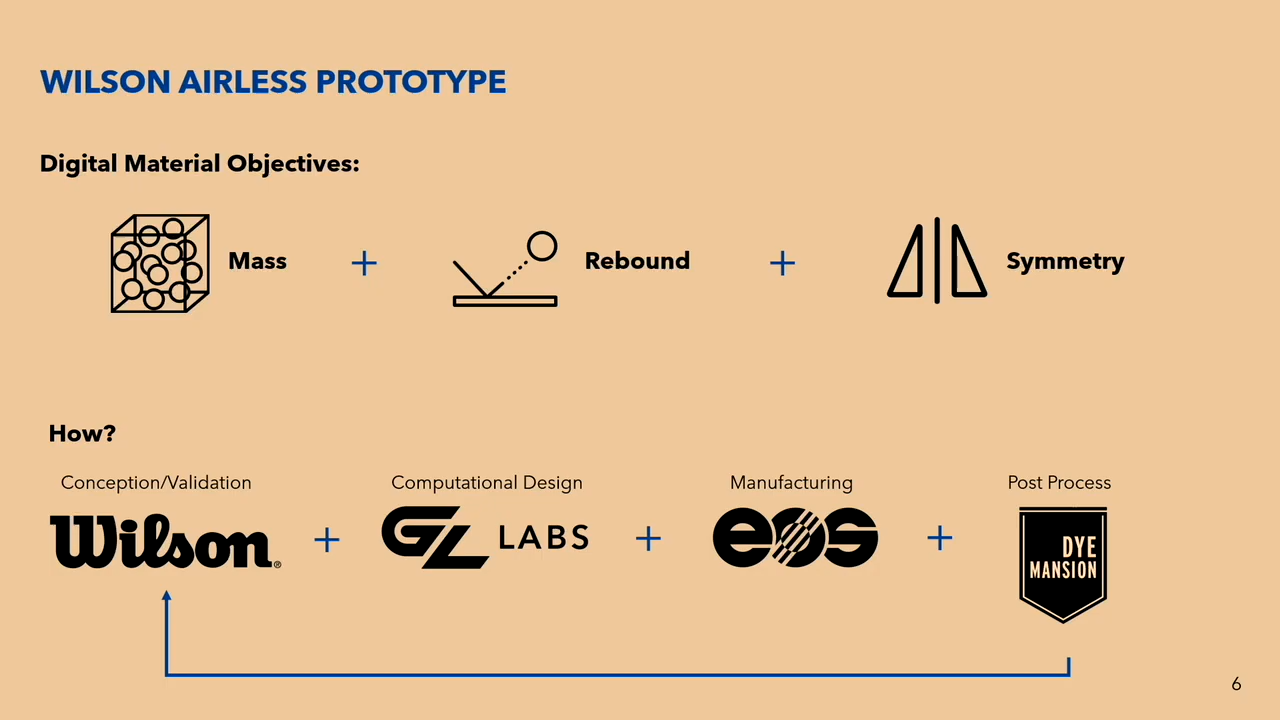 WILSON AIRLESS PROTOTYPE
Digital Material Objectives:
Mass + Rebound + Symmetry
How?
Conception/Validation Computational Design Manufacturing Post Process
Wilson® + GL LABS + eos + DYE
MANSION
6